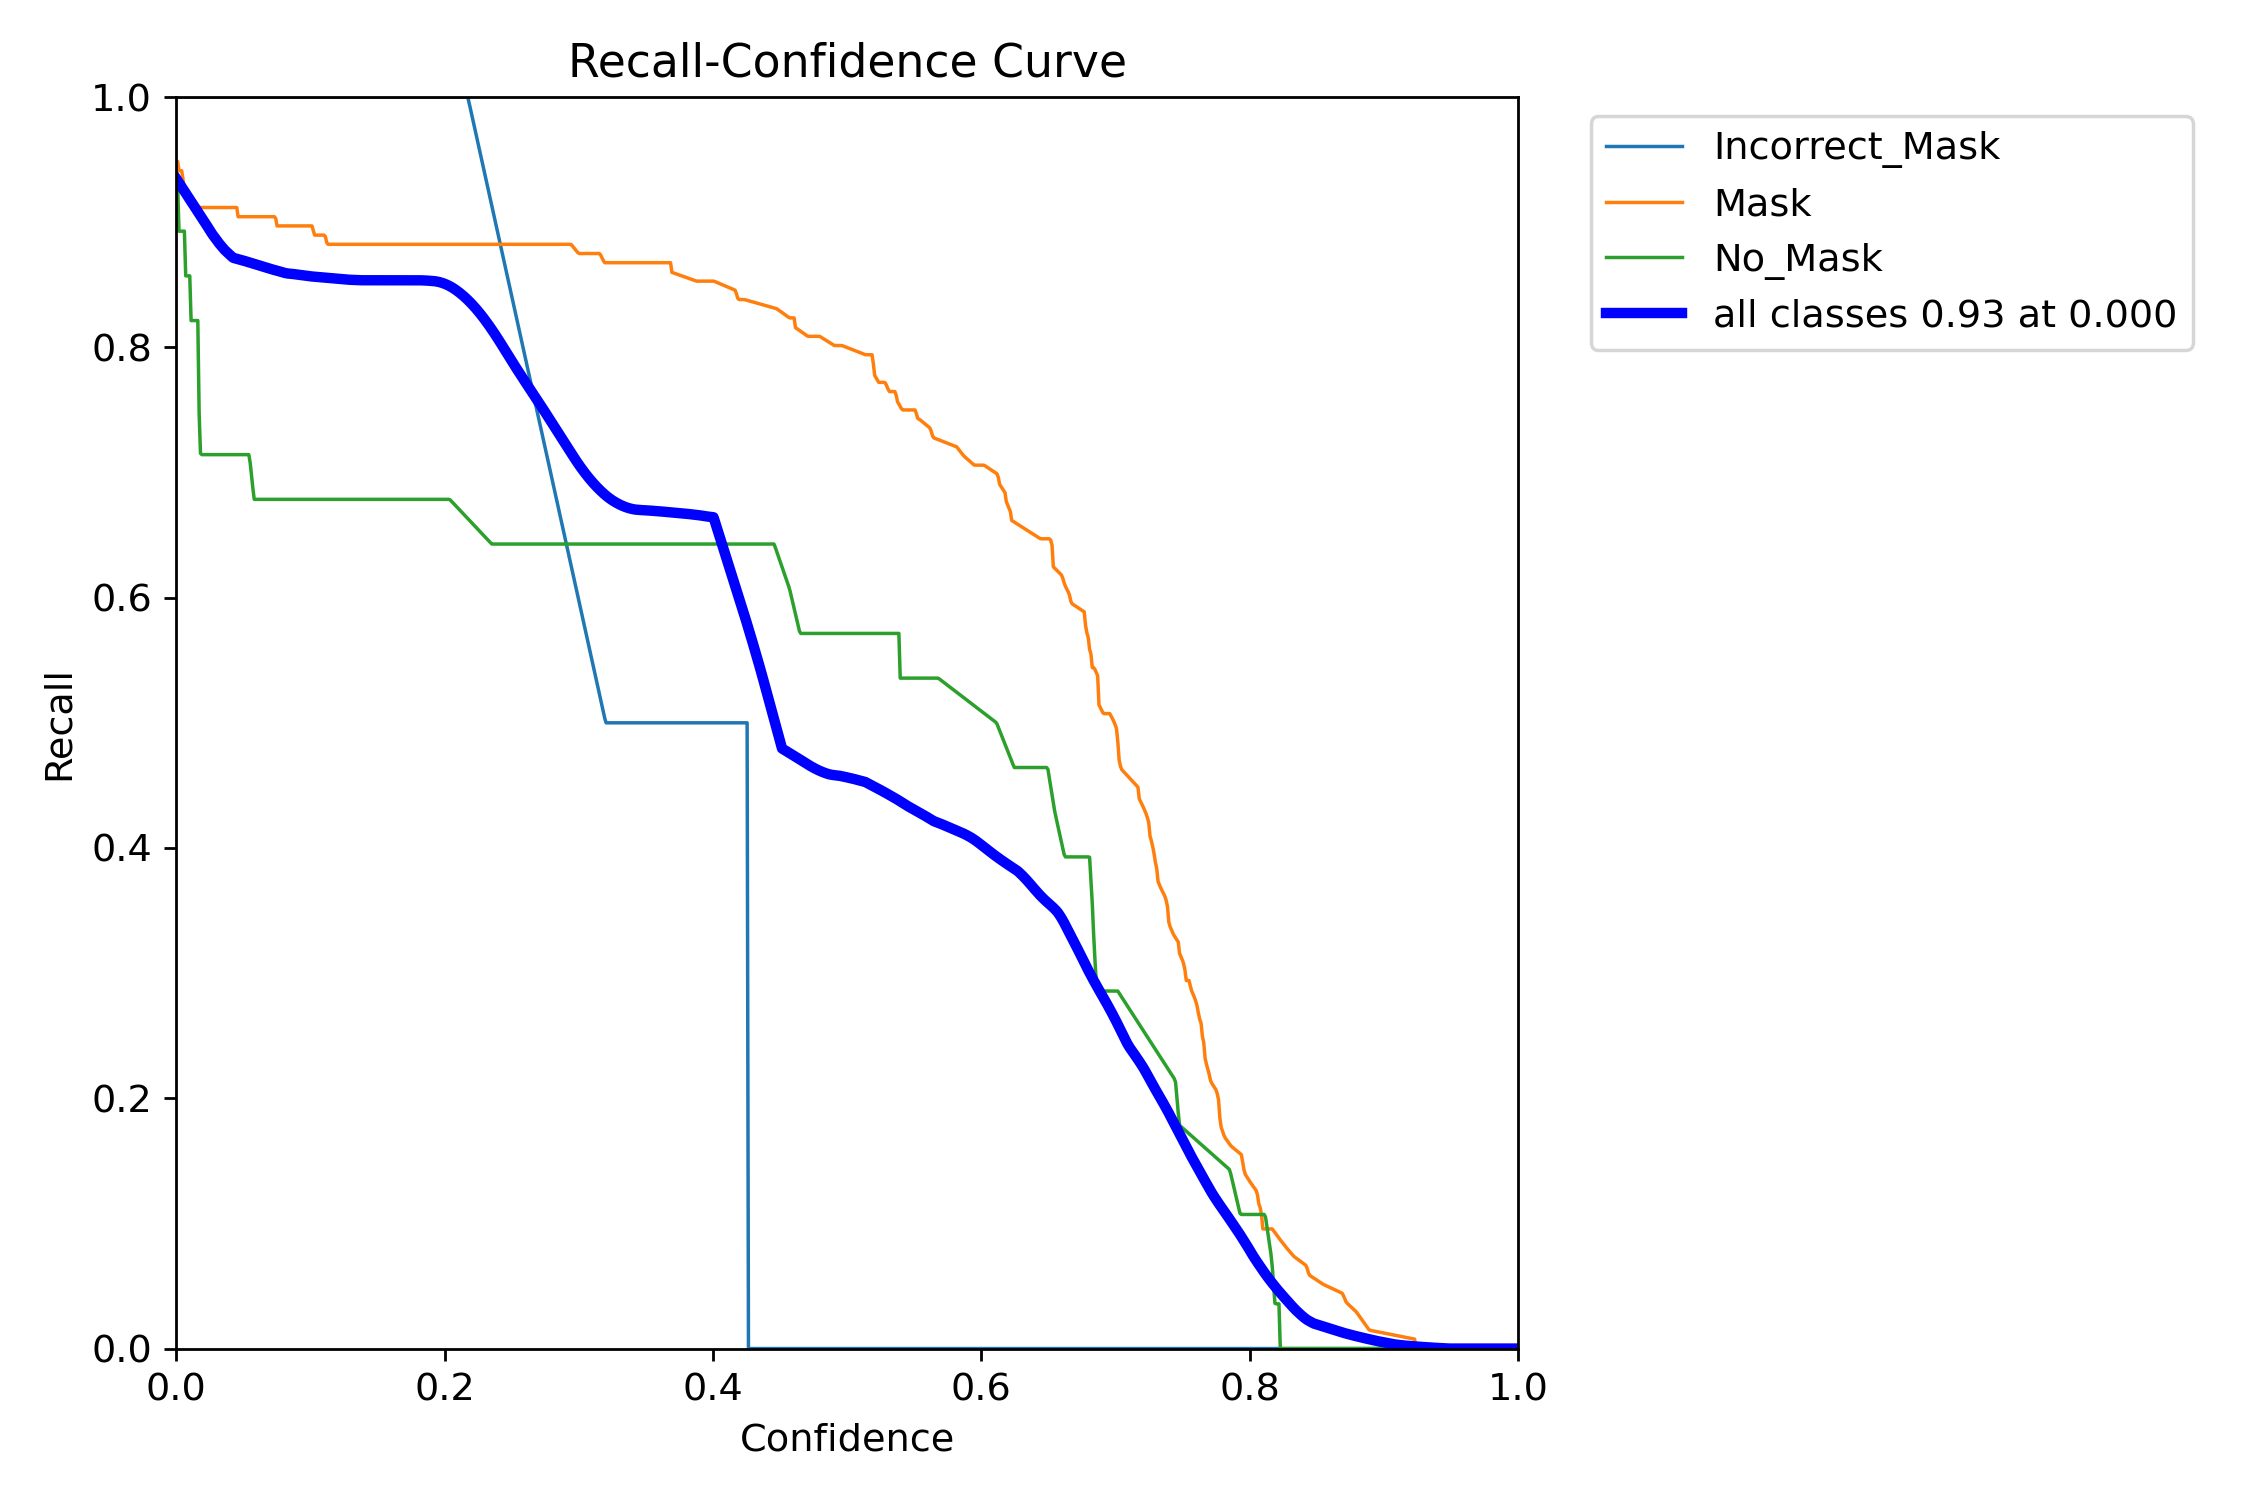 Recall-Confidence Curve
1.0
0.8
0.6
0.4
0.2
0.0
Recall
0.0 0.2 0.4 0.6 0.8 1.0
Confidence
Incorrect_Mask
Mask
No_Mask
all classes 0.93 at 0.000